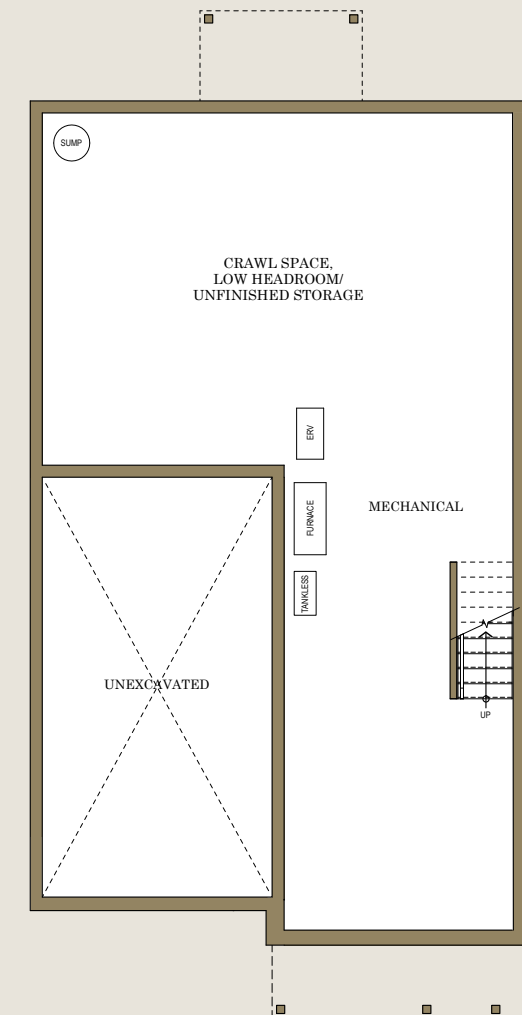 SUMP
CRAWL SPACE,
LOW HEADROOM/
UNFINISHED STORAGE
ERV
FURNACE
MECHANICAL
TANKLESS
UNEXCAVATED
UP